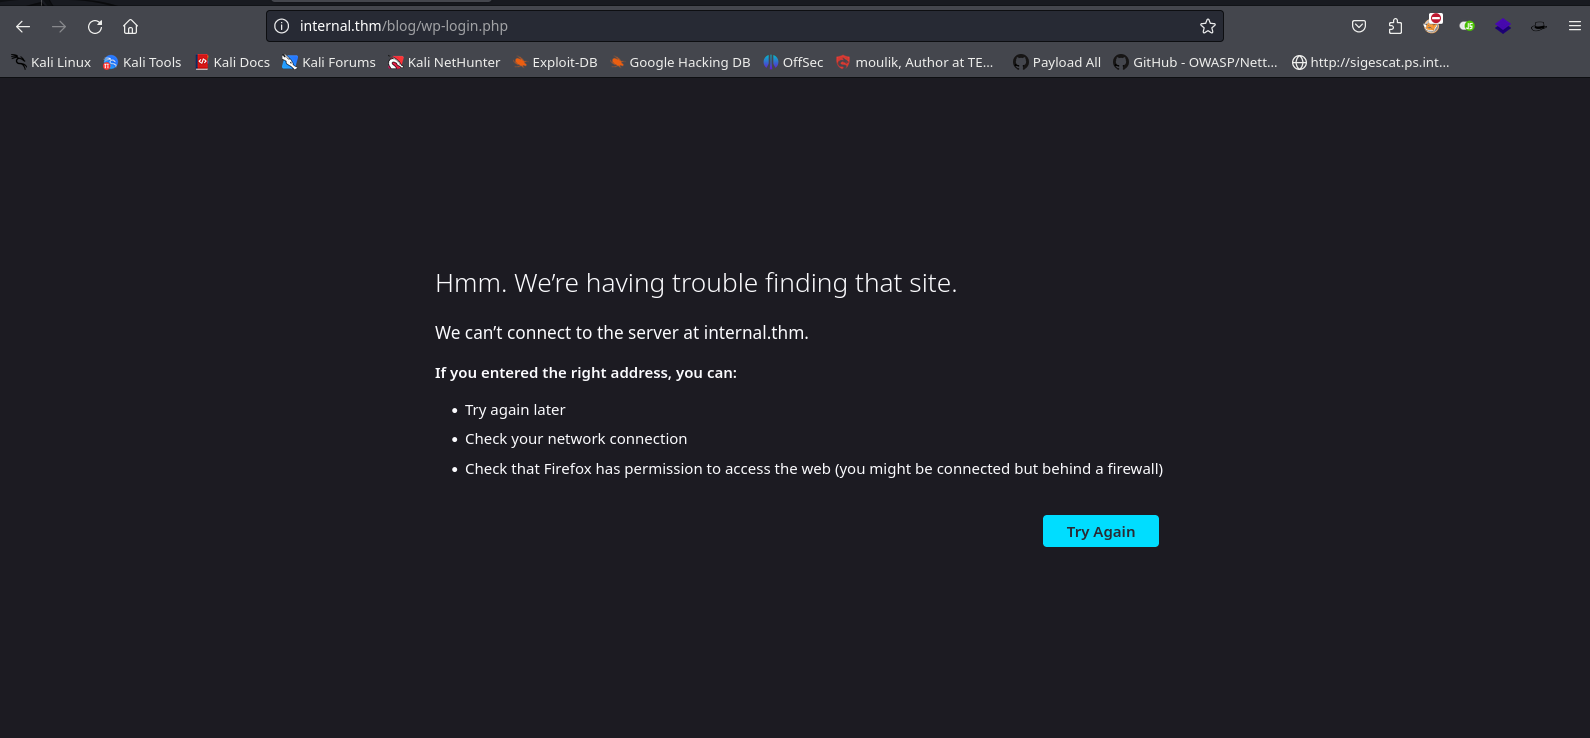 internal.thm/blog/wp-login.php
Kali Linux Kali Tools Kali Docs Kali Forums Kali NetHunter Exploit-DB Google Hacking DB OffSec moulik, Author at TE... Payload All GitHub - OWASP/Nett... http://sigescat.ps.int...
Hmm. We’re having trouble finding that site.
We can’t connect to the server at internal.thm.
If you entered the right address, you can:
• Try again later
• Check your network connection
• Check that Firefox has permission to access the web (you might be connected but behind a firewall)
Try Again